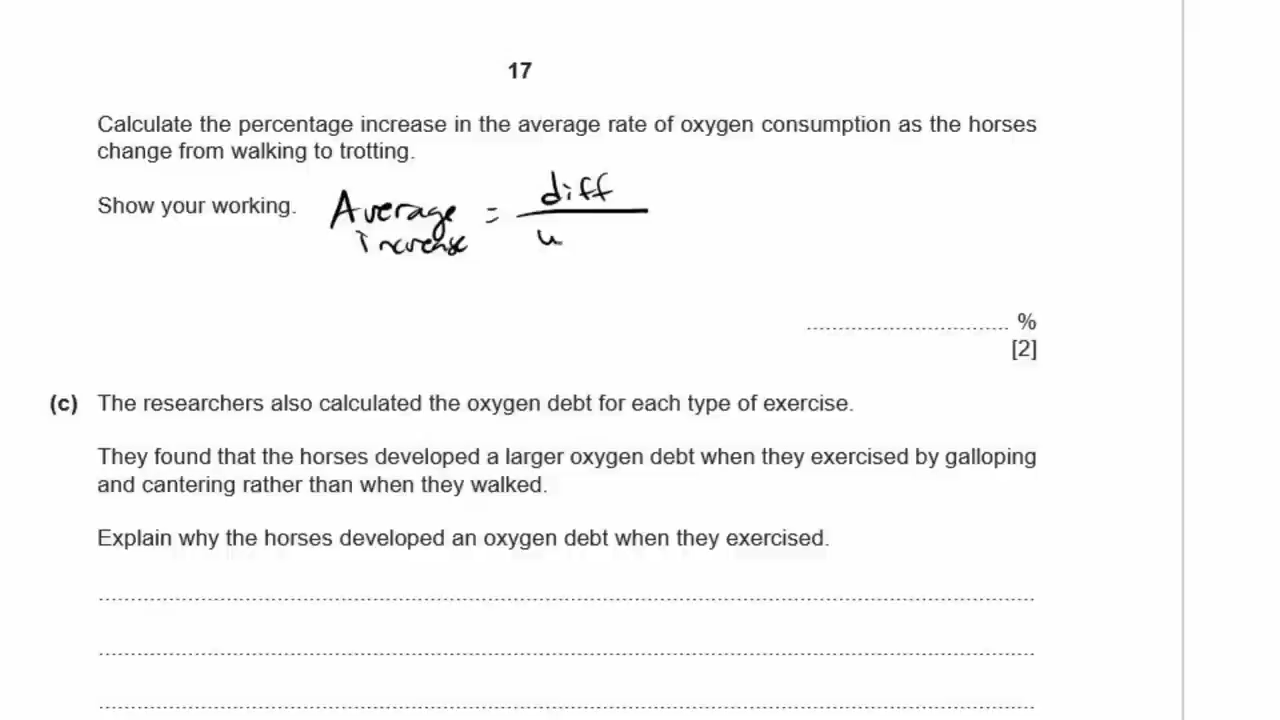 17
Calculate the percentage increase in the average rate of oxygen consumption as the horses
change from walking to trotting.
Show your working.
Average increase = diff
%
[2]
(c) The researchers also calculated the oxygen debt for each type of exercise.
They found that the horses developed a larger oxygen debt when they exercised by galloping
and cantering rather than when they walked.
Explain why the horses developed an oxygen debt when they exercised.